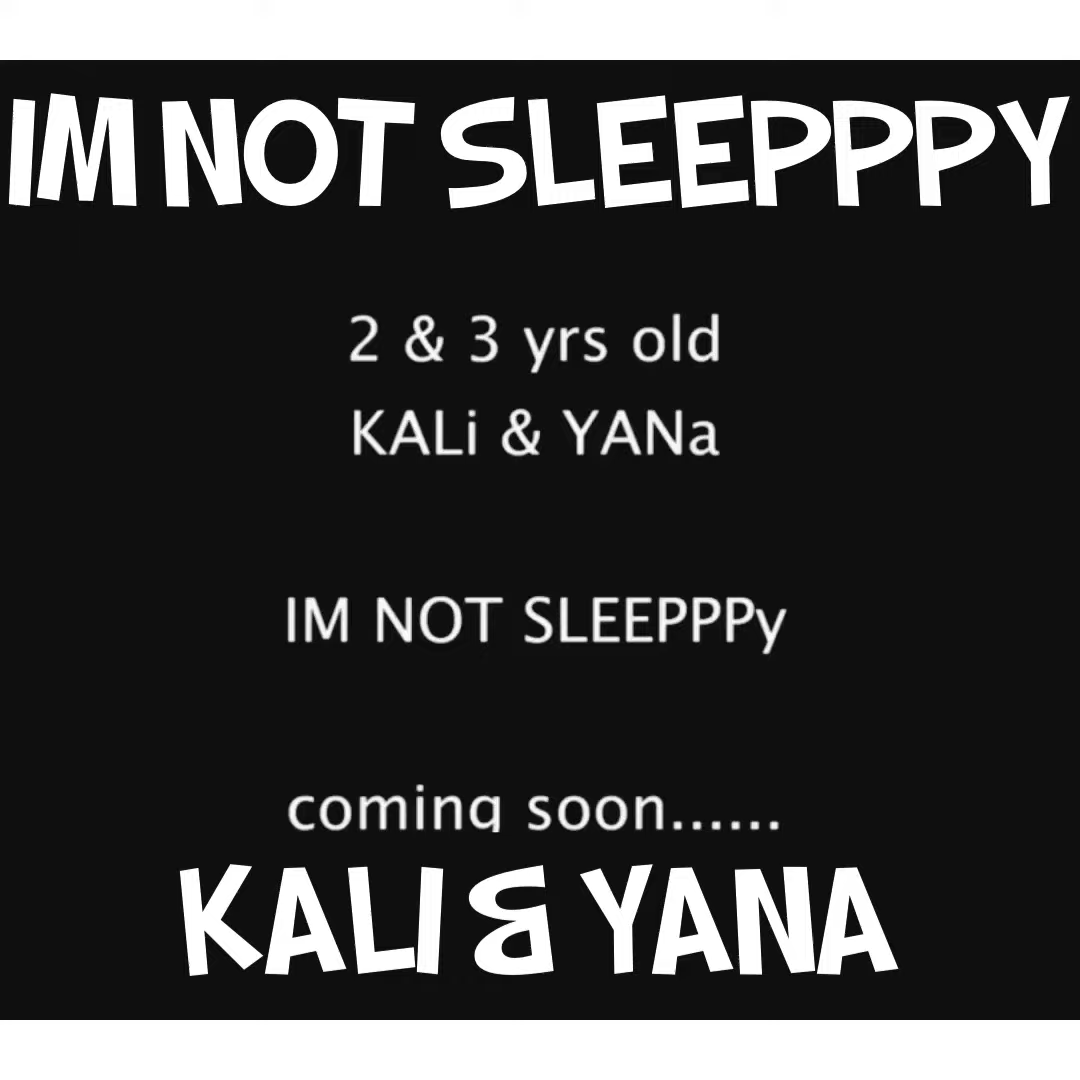 IM NOT SLEEPPPY
2 & 3 yrs old
KALi & YANa
IM NOT SLEEPPPy
coming soon......
KALI & YANA